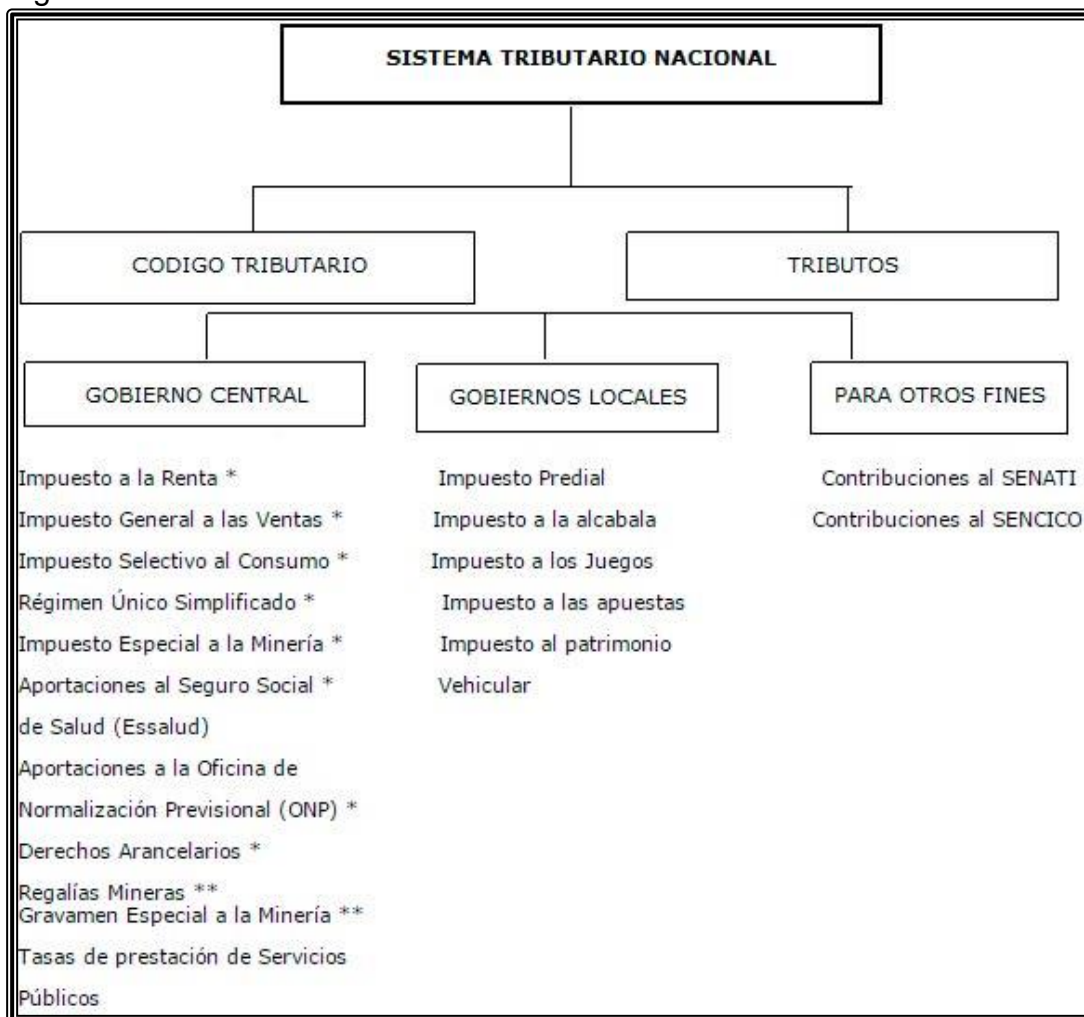 SISTEMA TRIBUTARIO NACIONAL
CODIGO TRIBUTARIO
TRIBUTOS
GOBIERNO CENTRAL
GOBIERNOS LOCALES
PARA OTROS FINES
Impuesto a la Renta *
Impuesto General a las Ventas *
Impuesto Selectivo al Consumo *
Régimen Único Simplificado *
Impuesto Especial a la Minería *
Aportaciones al Seguro Social *
de Salud (Essalud)
Aportaciones a la Oficina de
Normalización Previsional (ONP) *
Derechos Arancelarios *
Regalías Mineras **
Gravamen Especial a la Minería **
Tasas de prestación de Servicios
Públicos
Impuesto Predial
Impuesto a la alcabala
Impuesto a los Juegos
Impuesto a las apuestas
Impuesto al patrimonio
Vehicular
Contribuciones al SENATI
Contribuciones al SENCICO